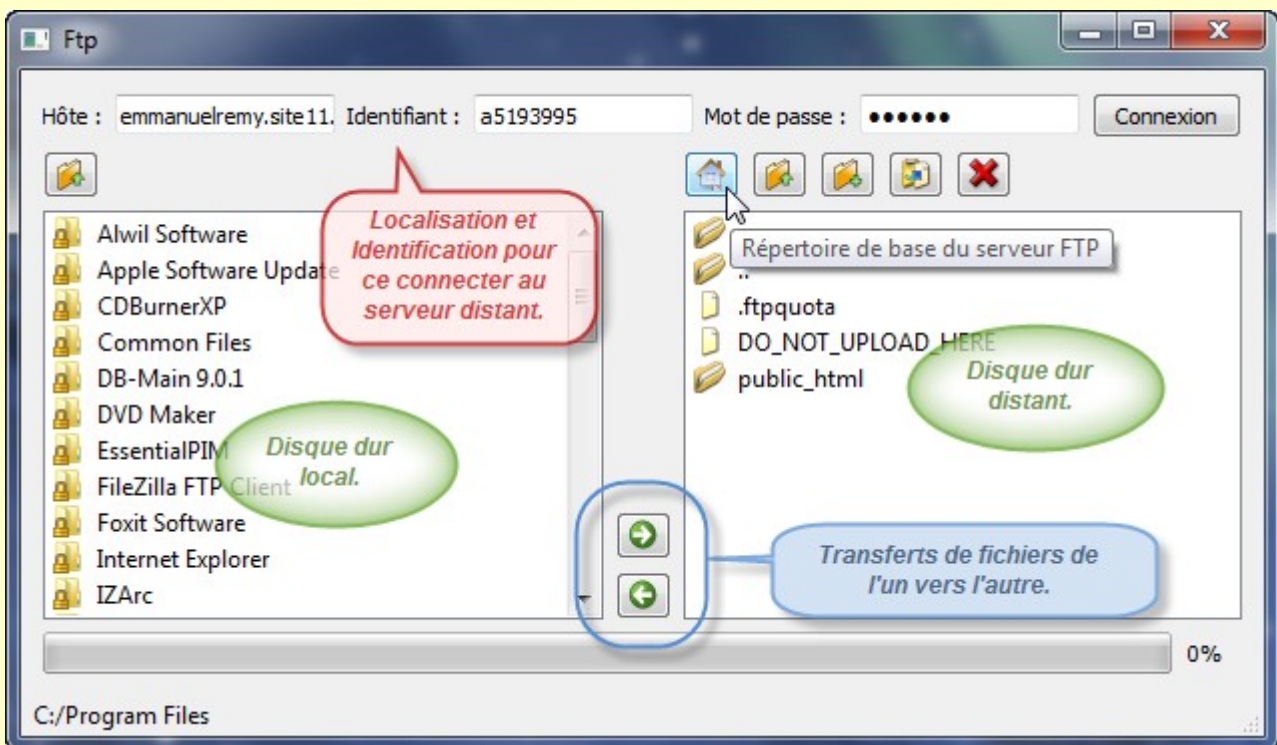 Ftp
Hôte : emmanuelremy.site11. Identifiant : a5193995 Mot de passe : ●●●●●● Connexion
Localisation et
Identification pour
ce connecter au
serveur distant.
Alwil Software
Apple Software Update
CDBurnerXP
Common Files
DB-Main 9.0.1
DVD Maker
EssentialPIM
FileZilla FTP Client
Foxit Software
Internet Explorer
IZArc
Disque dur
local.
Répertoire de base du serveur FTP
..
.ftpquota
DO_NOT_UPLOAD_HERE
public_html
Disque dur
distant.
Transferts de fichiers de
l'un vers l'autre.
0%
C:/Program Files